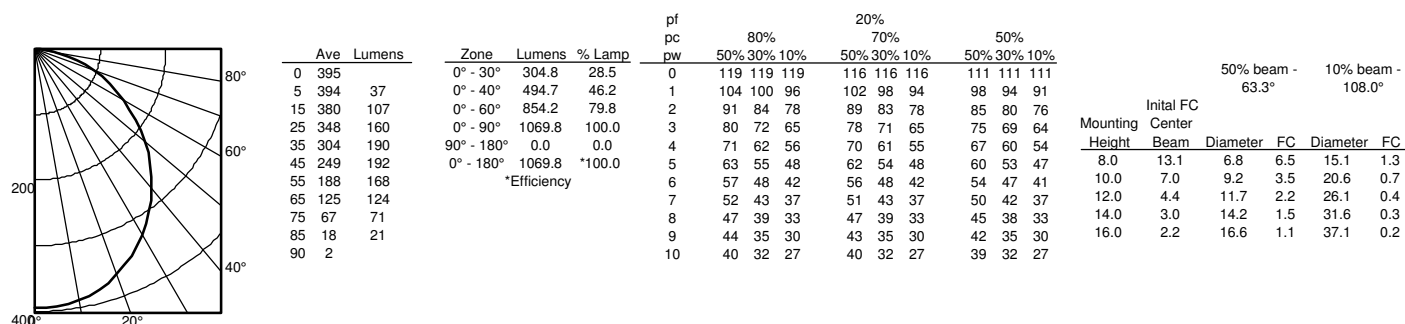 80°
60°
200
40°
400
0°
20°
Ave Lumens
0 395
5 394 37
15 380 107
25 348 160
35 304 190
45 249 192
55 188 168
65 125 124
75 67 71
85 18 21
90 2
Zone Lumens % Lamp
0° - 30° 304.8 28.5
0° - 40° 494.7 46.2
0° - 60° 854.2 79.8
0° - 90° 1069.8 100.0
90° - 180° 0.0 0.0
0° - 180° 1069.8 *100.0
*Efficiency
pf 20%
pc 80% 70% 50%
pw 50% 30% 10% 50% 30% 10% 50% 30% 10%
0 119 119 119 116 116 116 111 111 111
1 104 100 96 102 98 94 98 94 91
2 91 84 78 89 83 78 85 80 76
3 80 72 65 78 71 65 75 69 64
4 71 62 56 70 61 55 67 60 54
5 63 55 48 62 54 48 60 53 47
6 57 48 42 56 48 42 54 47 41
7 52 43 37 51 43 37 50 42 37
8 47 39 33 47 39 33 45 38 33
9 44 35 30 43 35 30 42 35 30
10 40 32 27 40 32 27 39 32 27
50% beam - 10% beam -
63.3° 108.0°
Inital FC
Mounting Center
Height Beam Diameter FC Diameter FC
8.0 13.1 6.8 6.5 15.1 1.3
10.0 7.0 9.2 3.5 20.6 0.7
12.0 4.4 11.7 2.2 26.1 0.4
14.0 3.0 14.2 1.5 31.6 0.3
16.0 2.2 16.6 1.1 37.1 0.2